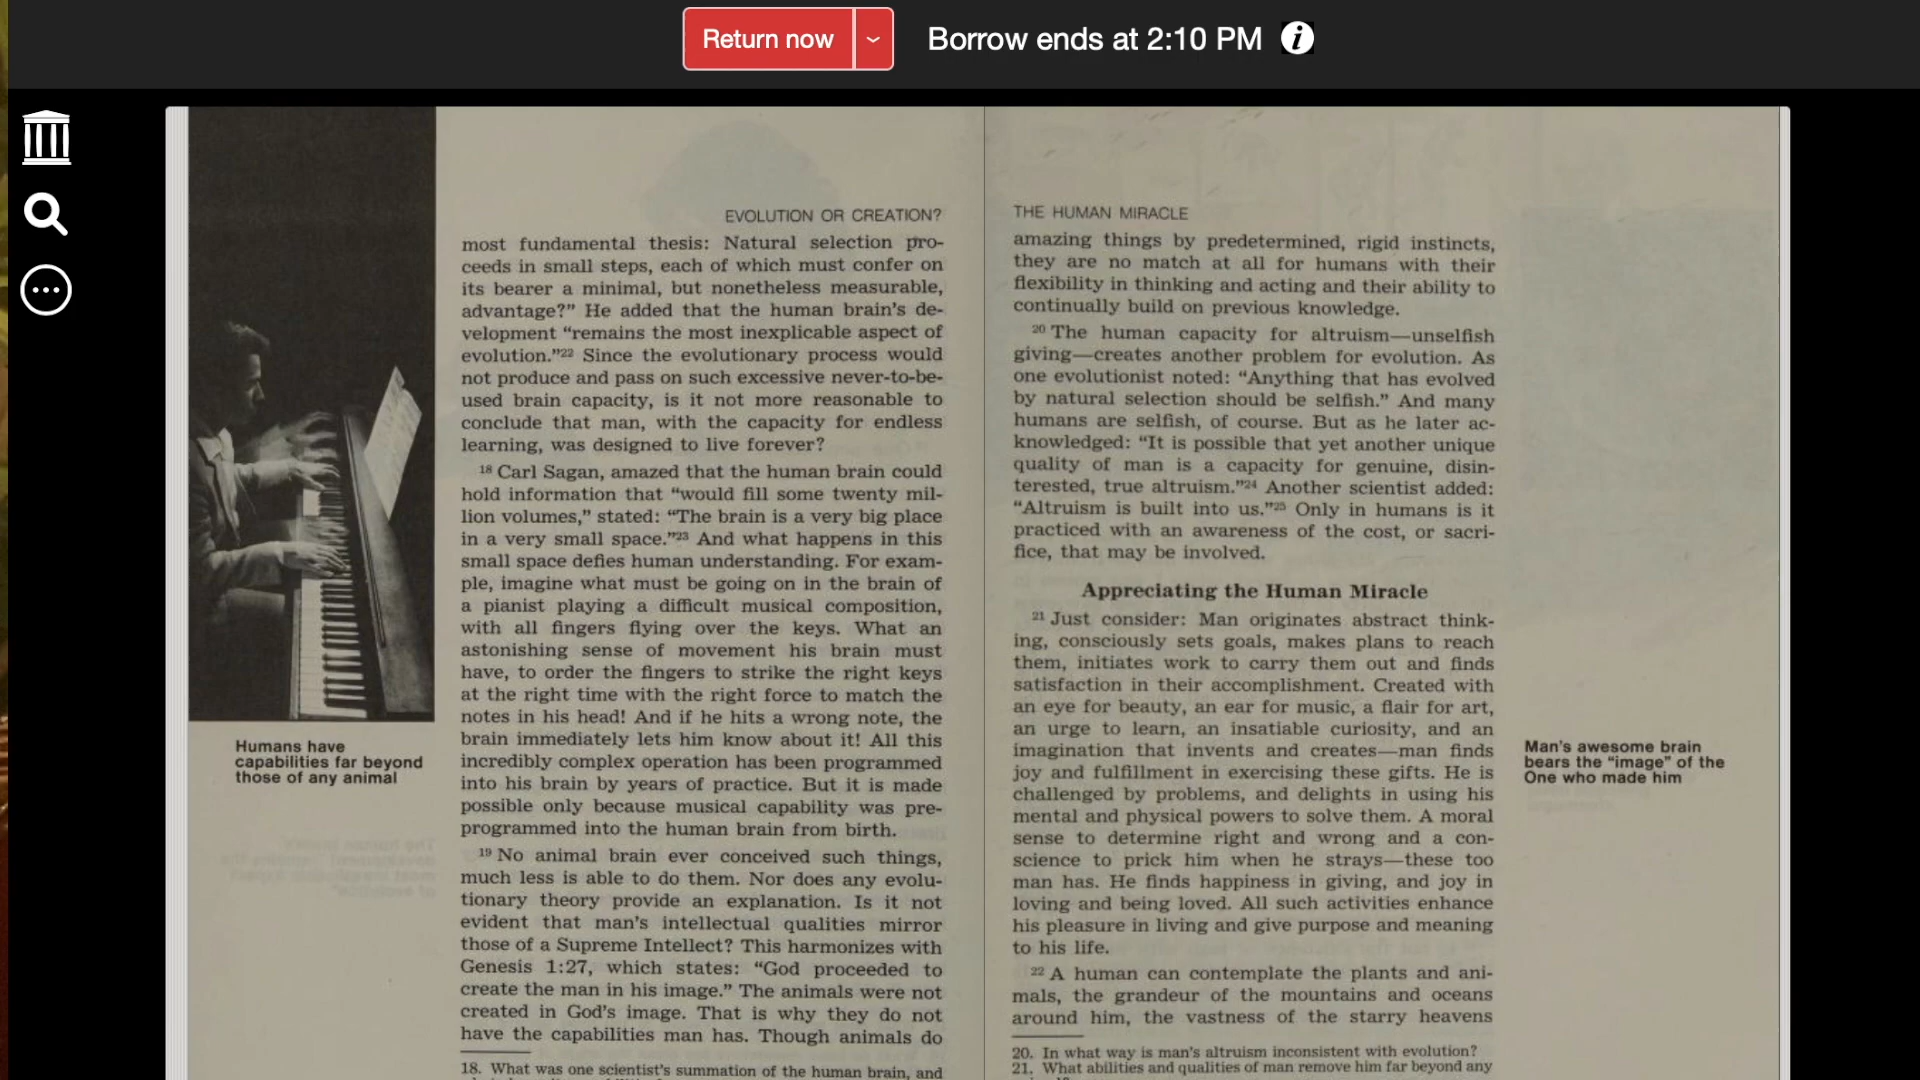 Return now
Borrow ends at 2:10 PM
EVOLUTION OR CREATION?
most fundamental thesis: Natural selection pro-
ceeds in small steps, each of which must confer on
its bearer a minimal, but nonetheless measurable,
advantage?” He added that the human brain’s de-
velopment “remains the most inexplicable aspect of
evolution.”22 Since the evolutionary process would
not produce and pass on such excessive never-to-be-
used brain capacity, is it not more reasonable to
conclude that man, with the capacity for endless
learning, was designed to live forever?
18 Carl Sagan, amazed that the human brain could
hold information that “would fill some twenty mil-
lion volumes,” stated: “The brain is a very big place
in a very small space.”23 And what happens in this
small space defies human understanding. For exam-
ple, imagine what must be going on in the brain of
a pianist playing a difficult musical composition,
with all fingers flying over the keys. What an
astonishing sense of movement his brain must
have, to order the fingers to strike the right keys
at the right time with the right force to match the
notes in his head! And if he hits a wrong note, the
brain immediately lets him know about it! All this
incredibly complex operation has been programmed
into his brain by years of practice. But it is made
possible only because musical capability was pre-
programmed into the human brain from birth.
19 No animal brain ever conceived such things,
much less is able to do them. Nor does any evolu-
tionary theory provide an explanation. Is it not
evident that man’s intellectual qualities mirror
those of a Supreme Intellect? This harmonizes with
Genesis 1:27, which states: “God proceeded to
create the man in his image.” The animals were not
created in God’s image. That is why they do not
have the capabilities man has. Though animals do
18. What was one scientist’s summation of the human brain, and
Humans have
capabilities far beyond
those of any animal
THE HUMAN MIRACLE
amazing things by predetermined, rigid instincts,
they are no match at all for humans with their
flexibility in thinking and acting and their ability to
continually build on previous knowledge.
20 The human capacity for altruism—unselfish
giving—creates another problem for evolution. As
one evolutionist noted: “Anything that has evolved
by natural selection should be selfish.” And many
humans are selfish, of course. But as he later ac-
knowledged: “It is possible that yet another unique
quality of man is a capacity for genuine, disin-
terested, true altruism.”24 Another scientist added:
“Altruism is built into us.”25 Only in humans is it
practiced with an awareness of the cost, or sacri-
fice, that may be involved.
Appreciating the Human Miracle
21 Just consider: Man originates abstract think-
ing, consciously sets goals, makes plans to reach
them, initiates work to carry them out and finds
satisfaction in their accomplishment. Created with
an eye for beauty, an ear for music, a flair for art,
an urge to learn, an insatiable curiosity, and an
imagination that invents and creates—man finds
joy and fulfillment in exercising these gifts. He is
challenged by problems, and delights in using his
mental and physical powers to solve them. A moral
sense to determine right and wrong and a con-
science to prick him when he strays—these too
man has. He finds happiness in giving, and joy in
loving and being loved. All such activities enhance
his pleasure in living and give purpose and meaning
to his life.
22 A human can contemplate the plants and ani-
mals, the grandeur of the mountains and oceans
around him, the vastness of the starry heavens
20. In what way is man’s altruism inconsistent with evolution?
21. What abilities and qualities of man remove him far beyond any
Man’s awesome brain
bears the “image” of the
One who made him